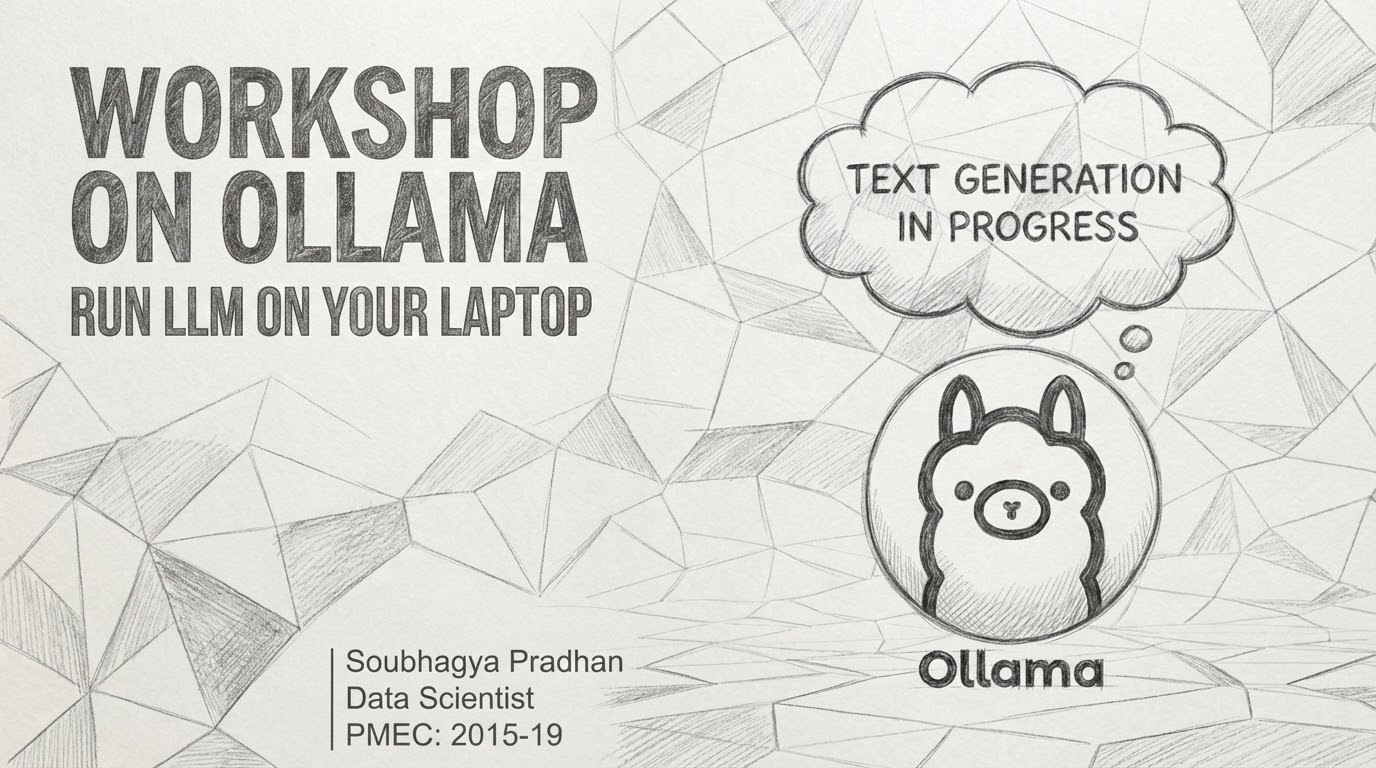 WORKSHOP
ON OLLAMA
RUN LLM ON YOUR LAPTOP
TEXT GENERATION
IN PROGRESS
Ollama
Soubhagya Pradhan
Data Scientist
PMEC: 2015-19